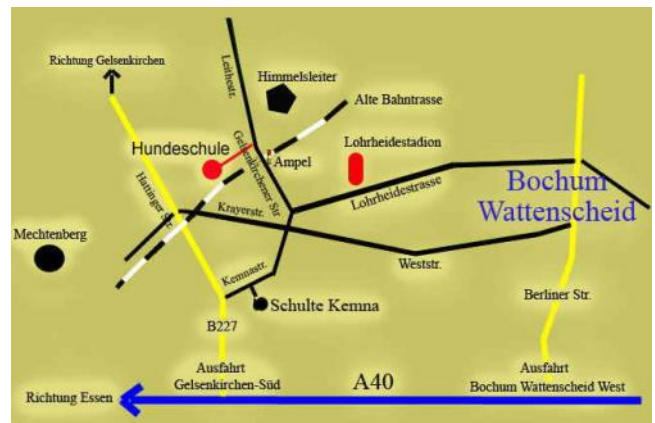 Richtung Gelsenkirchen
Leithestr.
Himmelsleiter
Alte Bahntrasse
Hundeschule
Gelsenkirchener Str
Ampel
Lohrheidestadion
Hattinger Str.
Krayerstr.
Lohrheidestrasse
Bochum
Wattenscheid
Mechtenberg
Weststr.
Kemnastr.
Schulte Kemna
Berliner Str.
B227
Ausfahrt
Gelsenkirchen-Süd
A40
Ausfahrt
Bochum Wattenscheid West
Richtung Essen